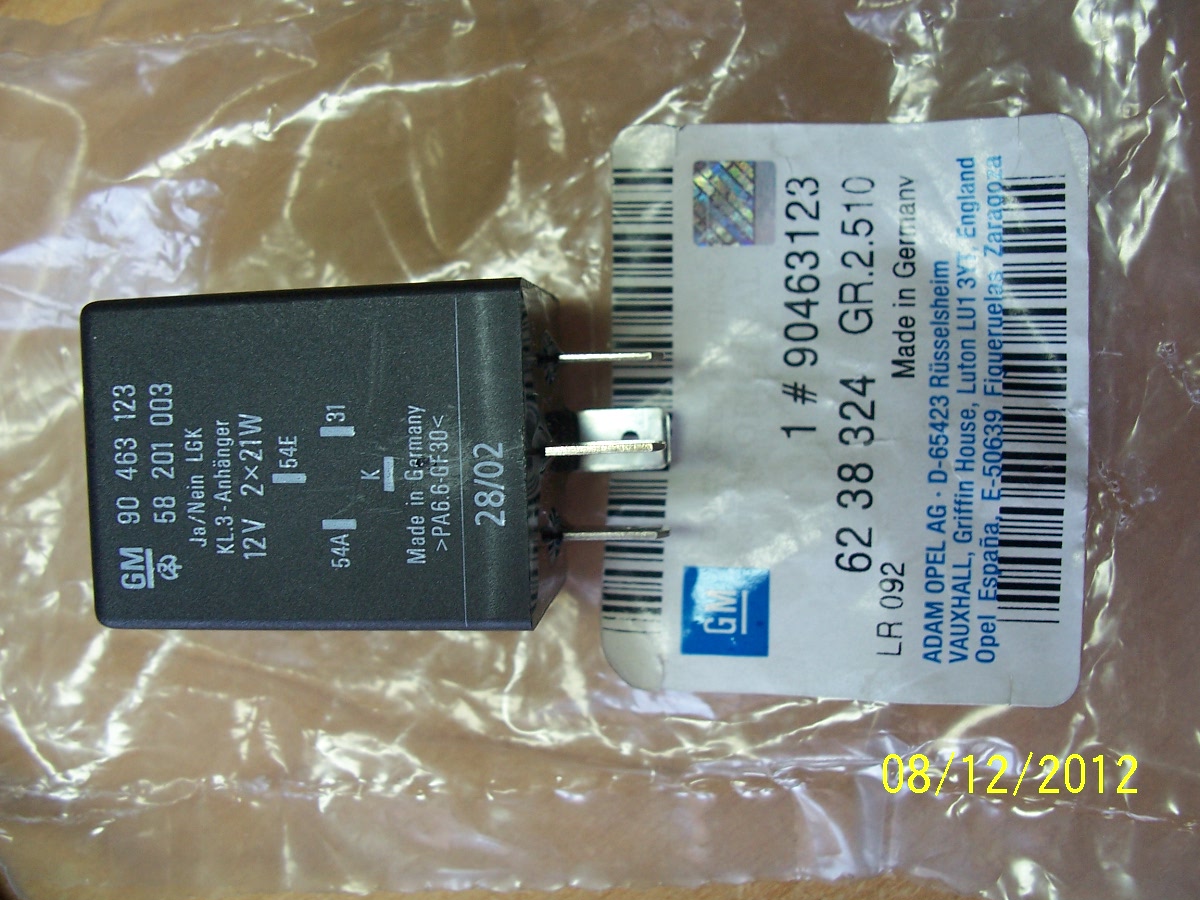 GM 90 463 123
58 201 003
Ja/Nein LGK
KL.3-Anhänger
12V 2×21W
54E
54A 31
K
Made in Germany
>PA6.6-GF30<
28/02
1 # 90463123
62 38 324 GR.2.510
GM
LR 092 Made in Germany
ADAM OPEL AG · D-65423 Rüsselsheim
VAUXHALL, Griffin House, Luton LU1 3YT, England
Opel España, E-50639 Figueruelas Zaragoza
08/12/2012